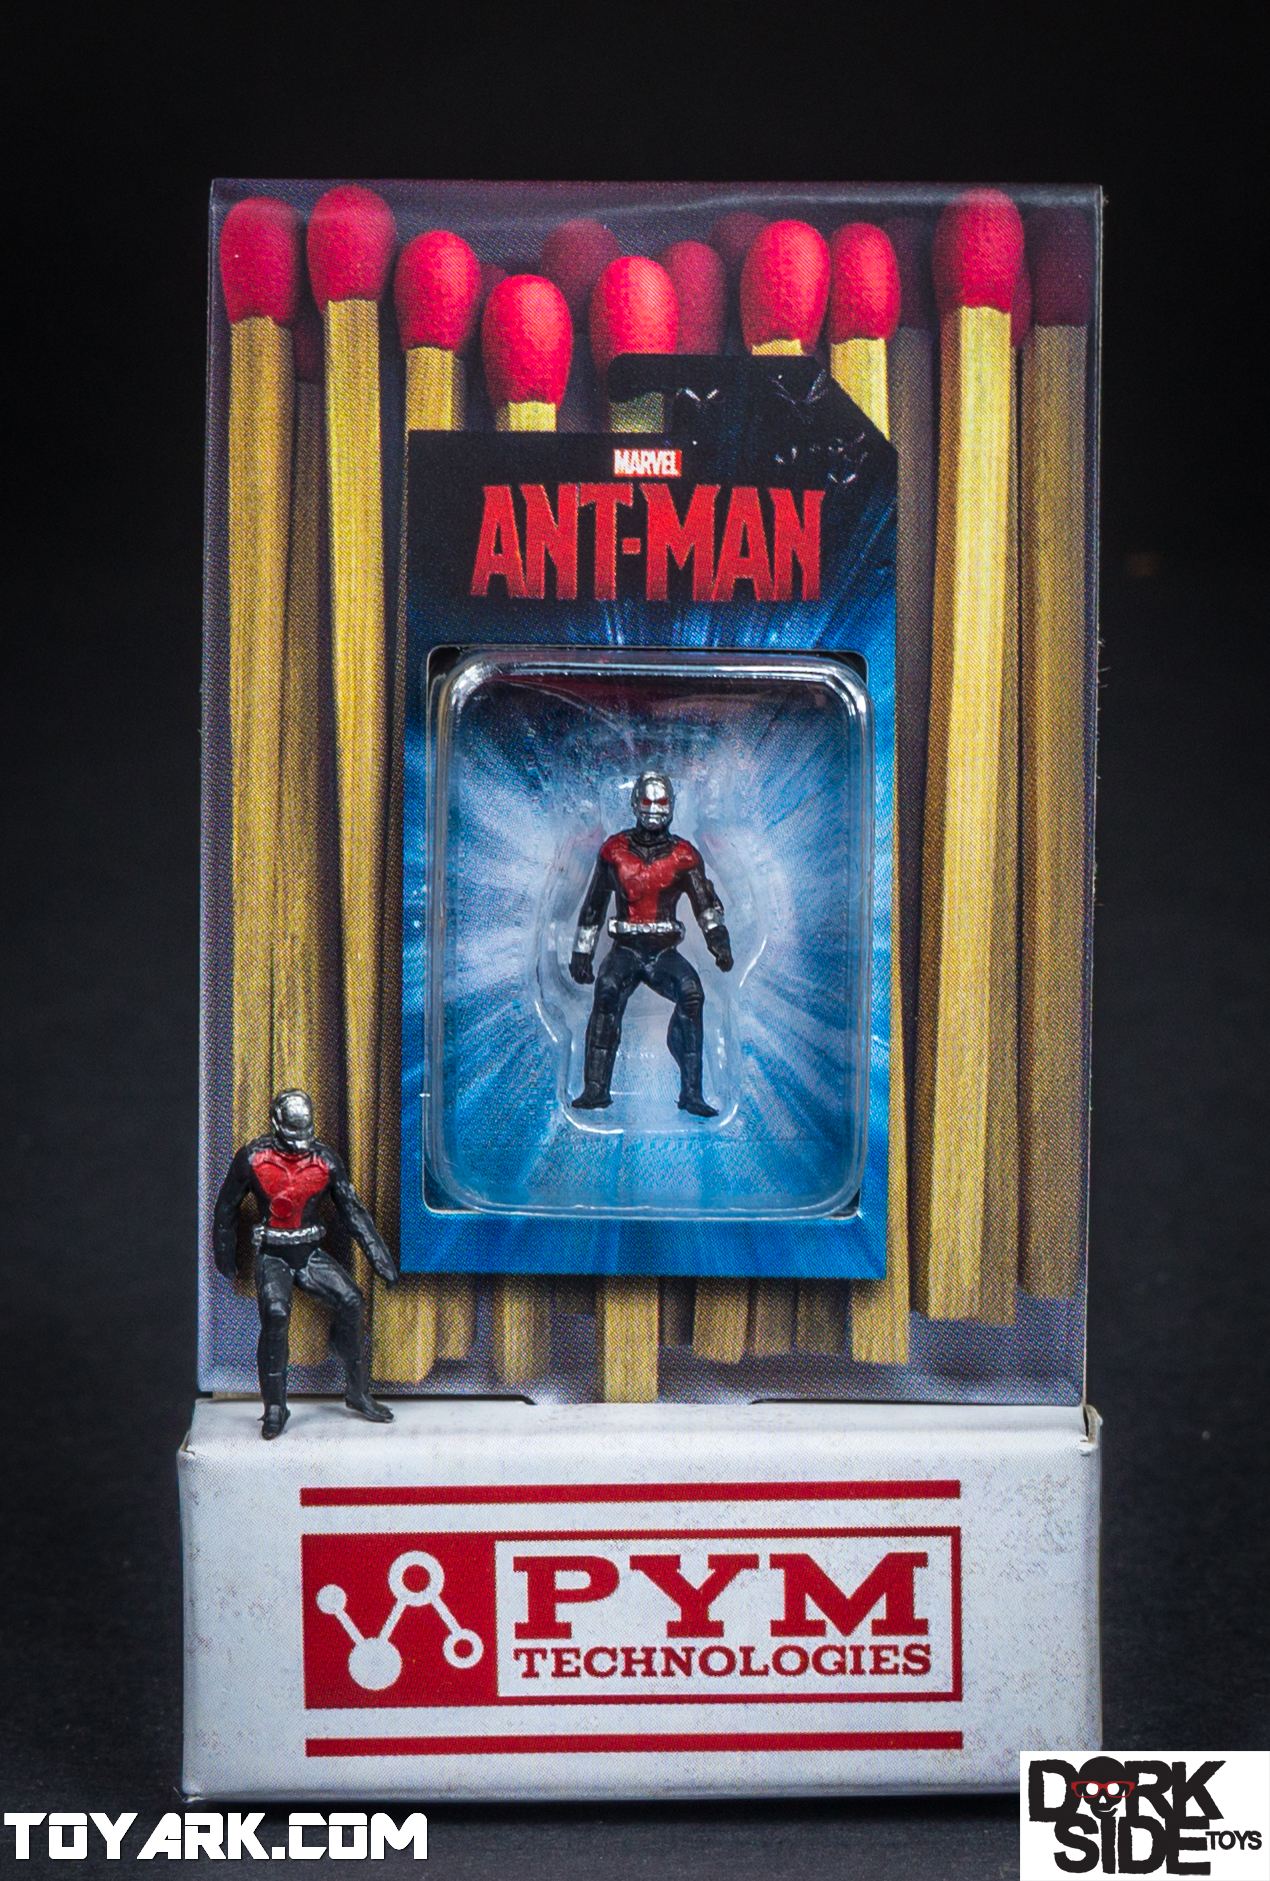 MARVEL
ANT-MAN
PYM
TECHNOLOGIES
TOYARK.COM
DORK
SIDE TOYS